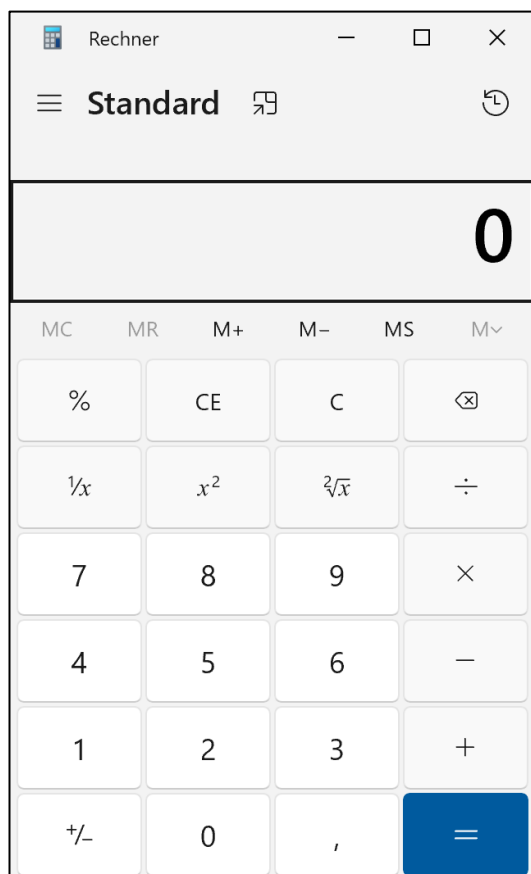 Rechner
Standard
0
MC MR M+ M− MS M
% CE C
¹/x x² ²√x ÷
7 8 9 ×
4 5 6 −
1 2 3 +
+/− 0 , =